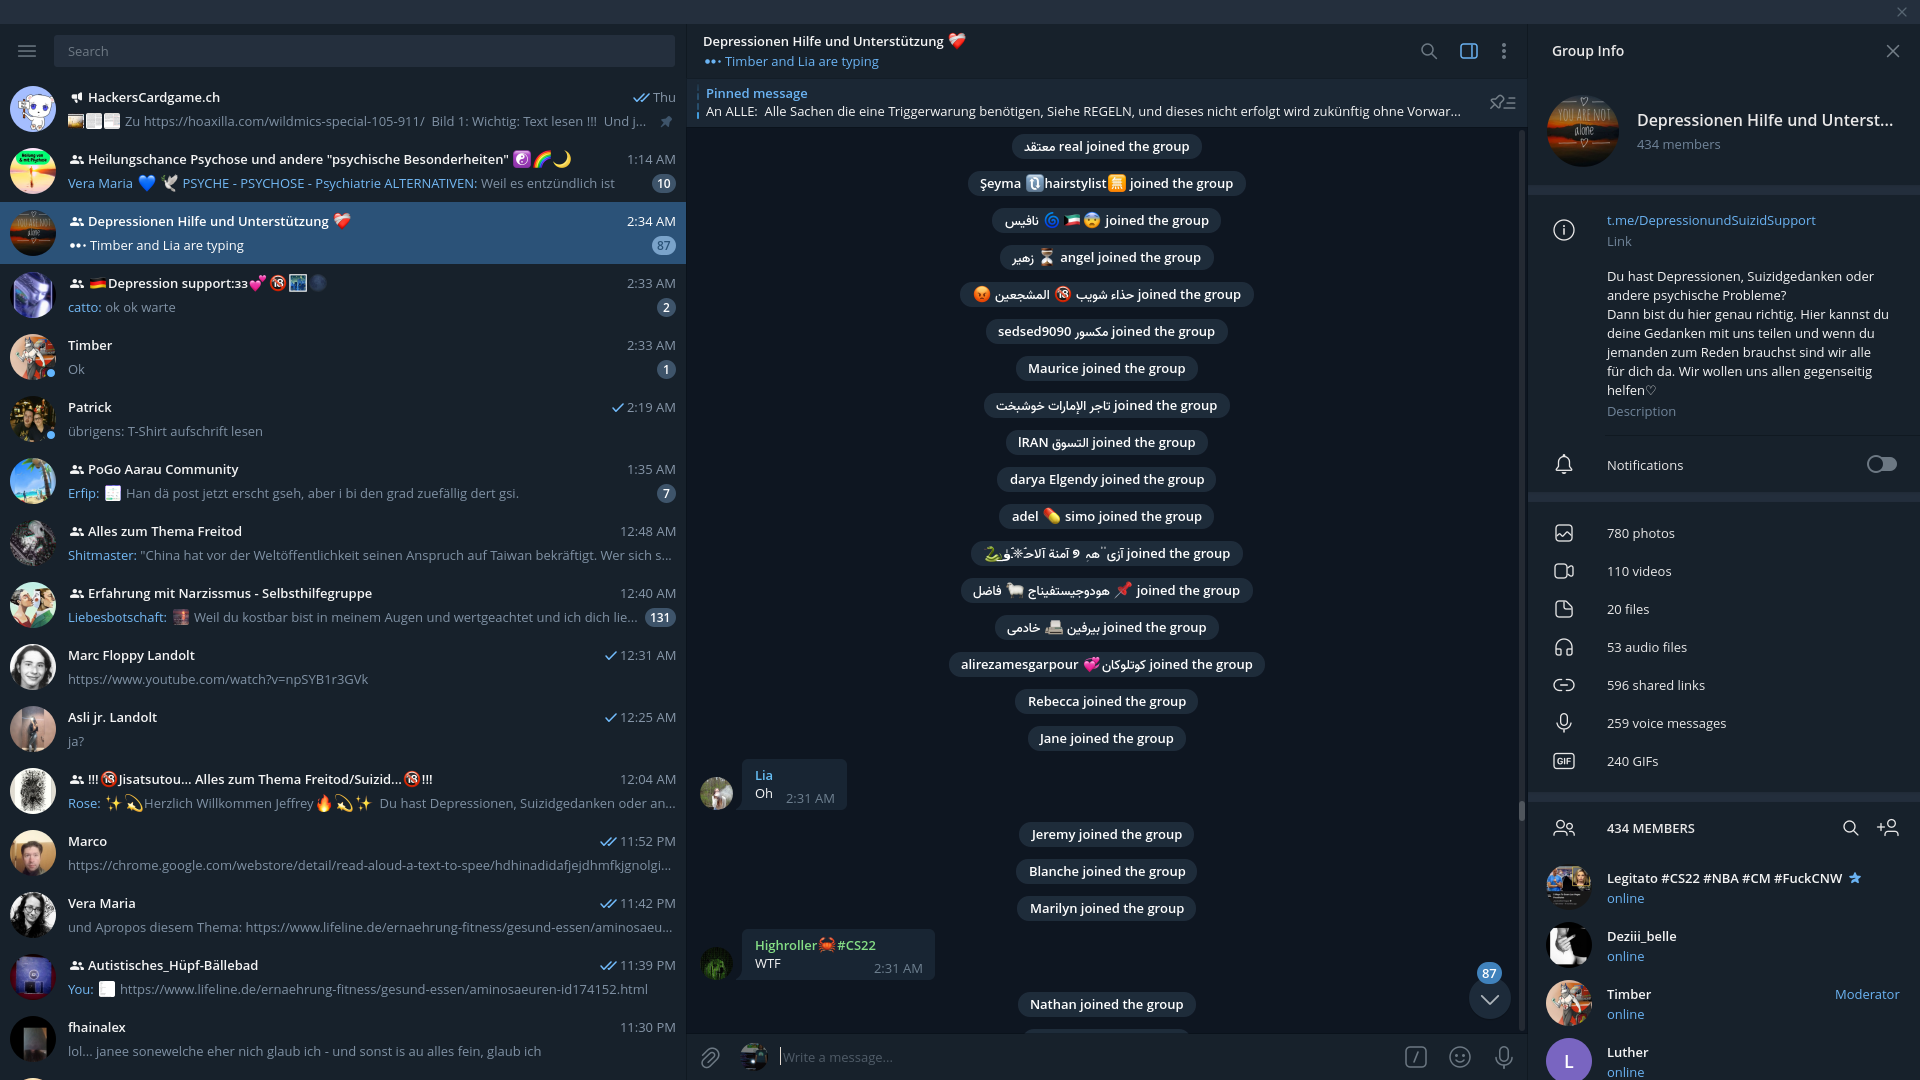 Search
HackersCardgame.ch
Thu
Zu https://hoaxilla.com/wildmics-special-105-911/ Bild 1: Wichtig: Text lesen !!! Und j...
Heilungschance Psychose und andere "psychische Besonderheiten" ☯️🌈🌙
1:14 AM
Vera Maria 💙 🕊 PSYCHE - PSYCHOSE - Psychiatrie ALTERNATIVEN: Weil es entzündlich ist
10
Depressionen Hilfe und Unterstützung ❤️‍🩹
2:34 AM
Timber and Lia are typing
87
🇩🇪Depression support:зз💞🔞🌃🌑
2:33 AM
catto: ok ok warte
2
Timber
2:33 AM
Ok
1
Patrick
2:19 AM
übrigens: T-Shirt aufschrift lesen
PoGo Aarau Community
1:35 AM
Erfip: Han dä post jetzt erscht gseh, aber i bi den grad zuefällig dert gsi.
7
Alles zum Thema Freitod
12:48 AM
Shitmaster: "China hat vor der Weltöffentlichkeit seinen Anspruch auf Taiwan bekräftigt. Wer sich s...
Erfahrung mit Narzissmus - Selbsthilfegruppe
12:40 AM
Liebesbotschaft: Weil du kostbar bist in meinem Augen und wertgeachtet und ich dich lie...
131
Marc Floppy Landolt
12:31 AM
https://www.youtube.com/watch?v=npSYB1r3GVk
Asli jr. Landolt
12:25 AM
ja?
!!!🔞Jisatsutou... Alles zum Thema Freitod/Suizid...🔞!!!
12:04 AM
Rose: ✨💫Herzlich Willkommen Jeffrey🔥💫✨ Du hast Depressionen, Suizidgedanken oder an...
Marco
11:52 PM
https://chrome.google.com/webstore/detail/read-aloud-a-text-to-spee/hdhinadidafjejdhmfkjgnolgi...
Vera Maria
11:42 PM
und Apropos diesem Thema: https://www.lifeline.de/ernaehrung-fitness/gesund-essen/aminosaeu...
Autistisches_Hüpf-Bällebad
11:39 PM
You: https://www.lifeline.de/ernaehrung-fitness/gesund-essen/aminosaeuren-id174152.html
fhainalex
11:30 PM
lol... janee sonewelche eher nich glaub ich - und sonst is au alles fein, glaub ich
Depressionen Hilfe und Unterstützung ❤️‍🩹
Timber and Lia are typing
Pinned message
An ALLE: Alle Sachen die eine Triggerwarung benötigen, Siehe REGELN, und dieses nicht erfolgt wird zukünftig ohne Vorwar...
معتقد real joined the group
Şeyma 🔃hairstylist🈚 joined the group
نافیس 🌀 🇰🇼 😨 joined the group
زهير ⏳ angel joined the group
😡 المشجعين 🔞 حذاء شويب joined the group
sedsed9090 مكسور joined the group
Maurice joined the group
تاجر الإمارات خوشبخت joined the group
IRAN التسوق joined the group
darya Elgendy joined the group
adel 💊 simo joined the group
joined the group
فاضل 🐑 هودوجيستفيناج 📌 joined the group
خادمی 📠 بيرفين joined the group
alirezamesgarpour 💞كوتلوكان joined the group
Rebecca joined the group
Jane joined the group
Lia
Oh
2:31 AM
Jeremy joined the group
Blanche joined the group
Marilyn joined the group
Highroller🦀#CS22
WTF
2:31 AM
Nathan joined the group
87
Write a message...
Group Info
YOU ARE NOT
alone
Depressionen Hilfe und Unterst...
434 members
t.me/DepressionundSuizidSupport
Link
Du hast Depressionen, Suizidgedanken oder
andere psychische Probleme?
Dann bist du hier genau richtig. Hier kannst du
deine Gedanken mit uns teilen und wenn du
jemanden zum Reden brauchst sind wir alle
für dich da. Wir wollen uns allen gegenseitig
helfen♡
Description
Notifications
780 photos
110 videos
20 files
53 audio files
596 shared links
259 voice messages
GIF
240 GIFs
434 MEMBERS
Legitato #CS22 #NBA #CM #FuckCNW
online
Deziii_belle
online
Timber
Moderator
online
L
Luther
online